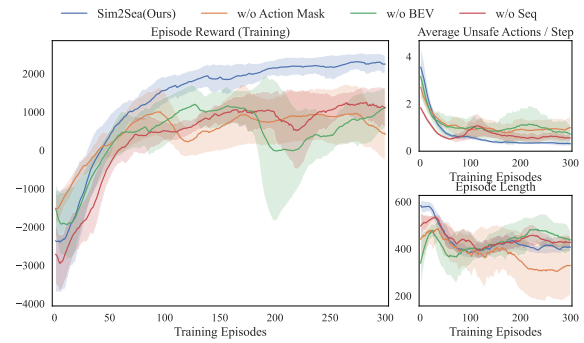 Sim2Sea(Ours) w/o Action Mask w/o BEV w/o Seq
Episode Reward (Training)
2000
1000
0
−1000
−2000
−3000
−4000
0 50 100 150 200 250 300
Training Episodes
Average Unsafe Actions / Step
4
2
0
0 100 200 300
Training Episodes
Episode Length
600
400
200
0 100 200 300
Training Episodes